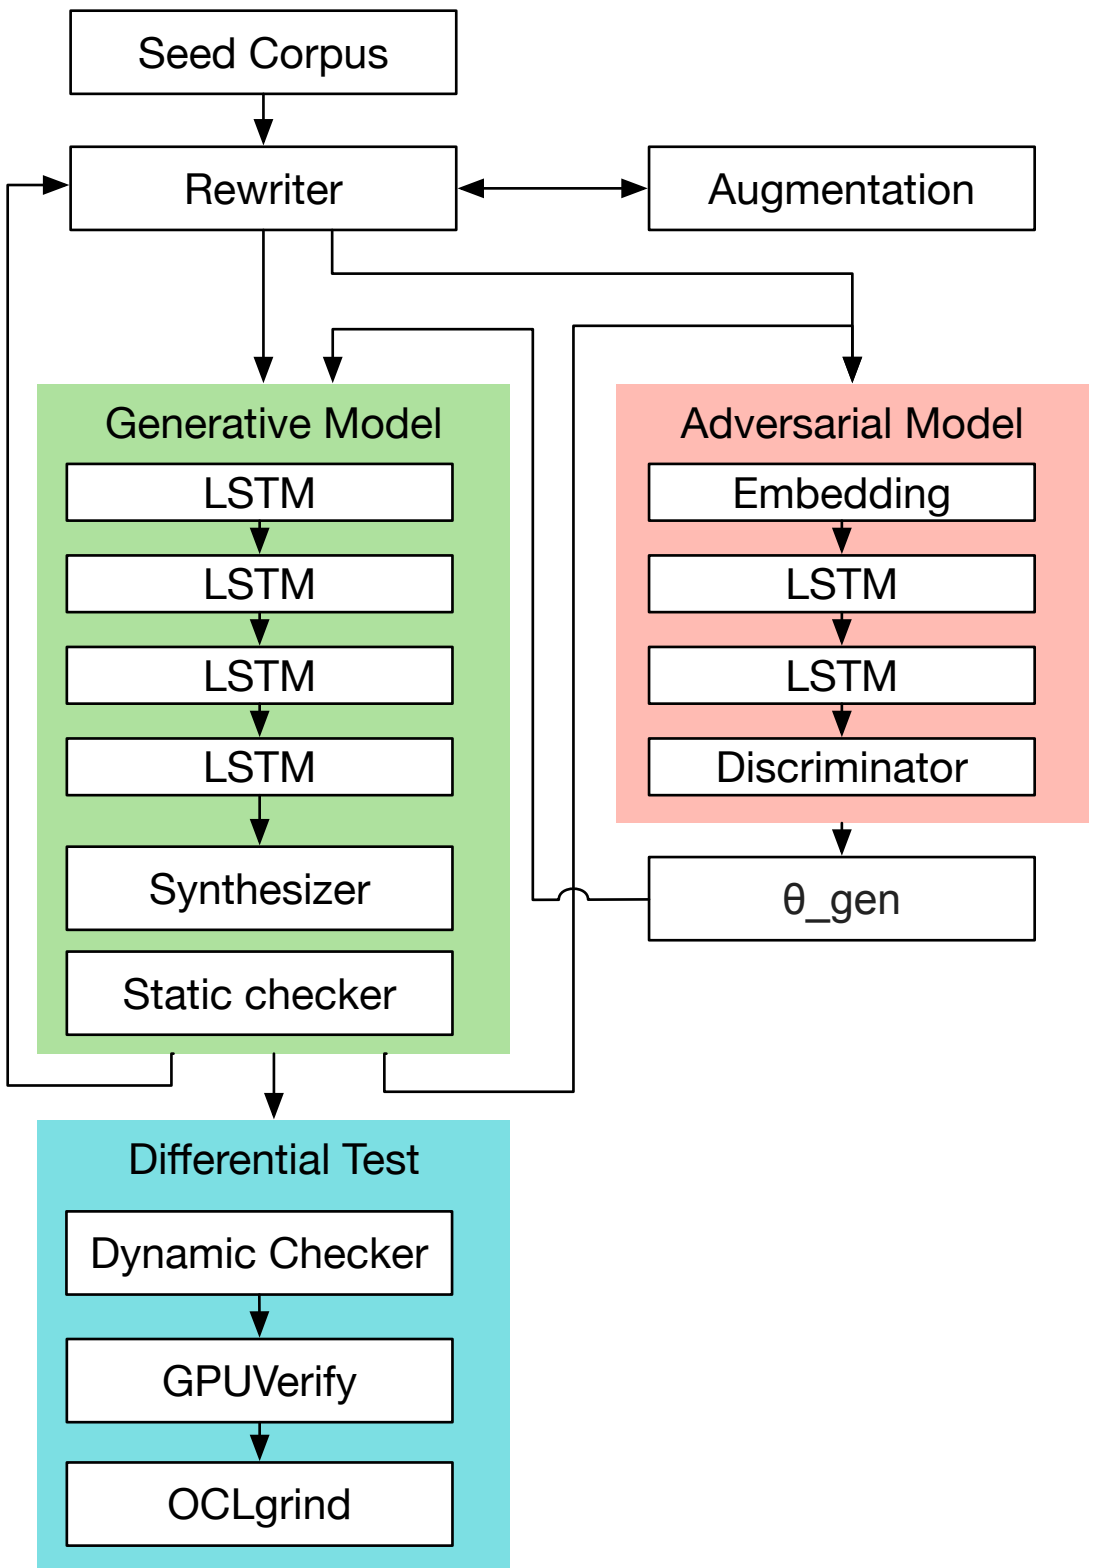 Seed Corpus
Rewriter
Augmentation
Generative Model
LSTM
LSTM
LSTM
LSTM
Synthesizer
Static checker
Adversarial Model
Embedding
LSTM
LSTM
Discriminator
θ_gen
Differential Test
Dynamic Checker
GPUVerify
OCLgrind